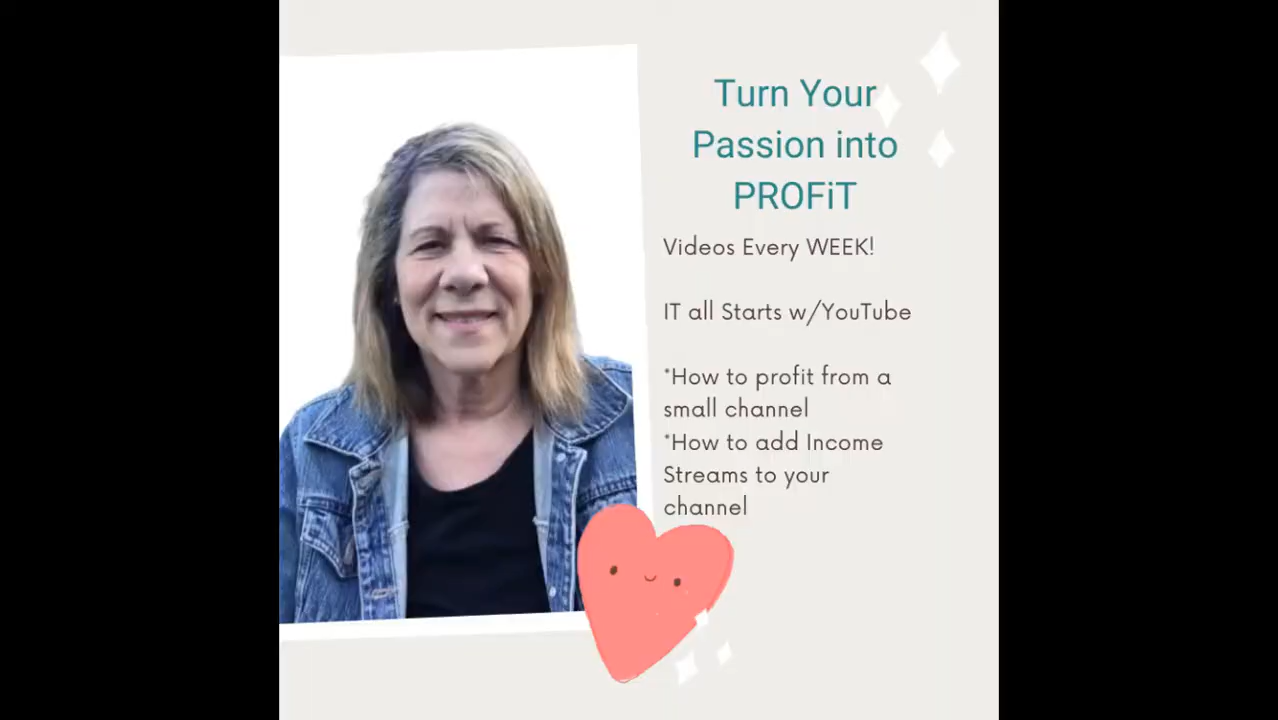 Turn Your
Passion into
PROFiT
Videos Every WEEK!
IT all Starts w/YouTube
*How to profit from a
small channel
*How to add Income
Streams to your
channel